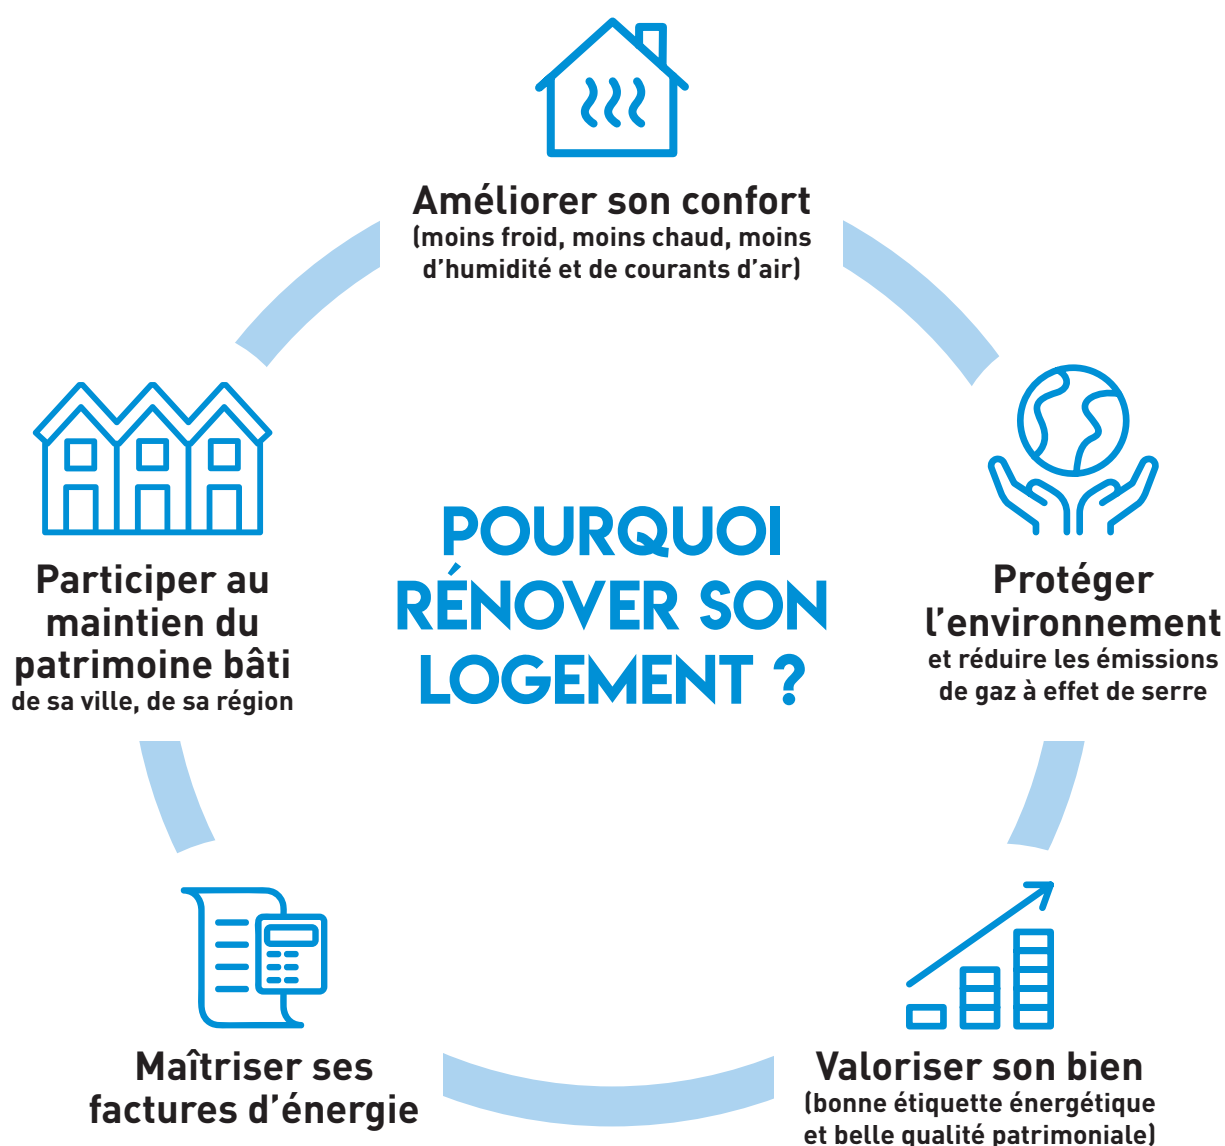 Améliorer son confort
(moins froid, moins chaud, moins
d’humidité et de courants d’air)
POURQUOI
RÉNOVER SON
LOGEMENT ?
Participer au
maintien du
patrimoine bâti
de sa ville, de sa région
Protéger
l’environnement
et réduire les émissions
de gaz à effet de serre
Maîtriser ses
factures d’énergie
Valoriser son bien
(bonne étiquette énergétique
et belle qualité patrimoniale)